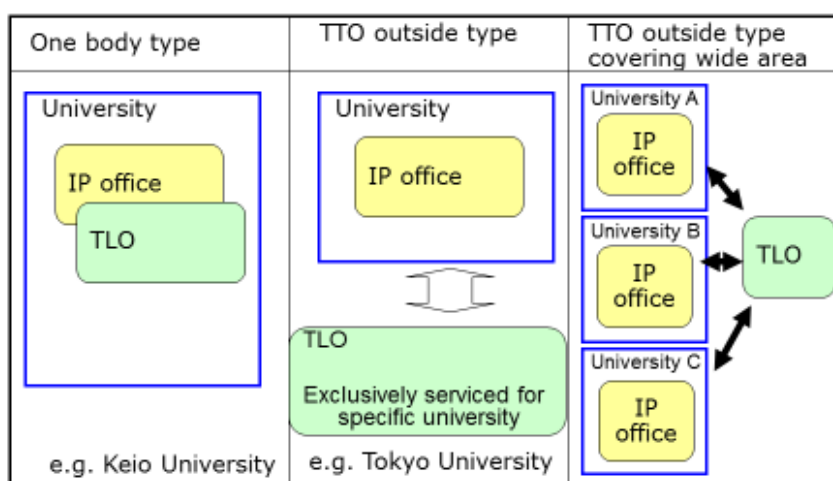 One body type
University
IP office
TLO
e.g. Keio University
TTO outside type
University
IP office
TLO
Exclusively serviced for
specific university
e.g. Tokyo University
TTO outside type
covering wide area
University A
IP
office
University B
IP
office
TLO
University C
IP
office